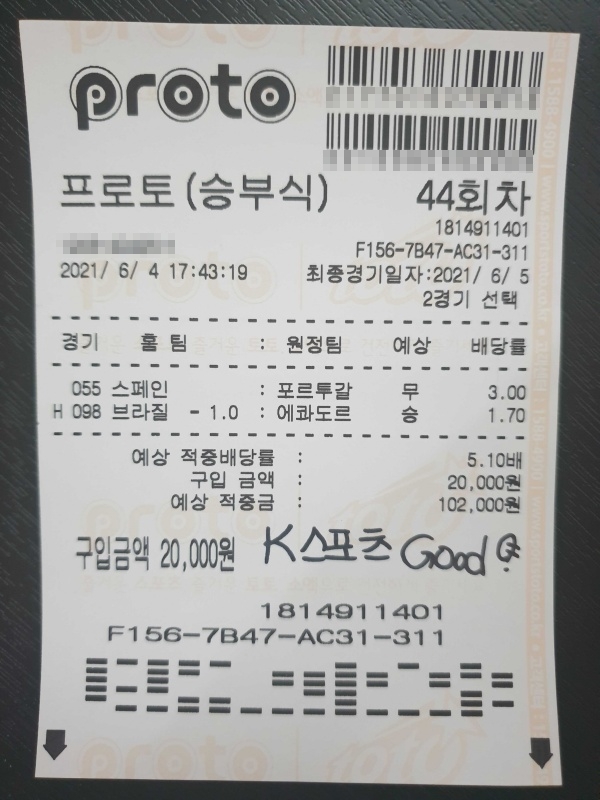 proto
프로토(승부식) 44회차
1814911401
F156-7B47-AC31-311
2021/ 6/ 4 17:43:19 최종경기일자:2021/ 6/ 5
2경기 선택
경기 홈팀 : 원정팀 예상 배당률
055 스페인 : 포르투갈 무 3.00
H 098 브라질 - 1.0 : 에콰도르 승 1.70
예상 적중배당률 : 5.10배
구입 금액 : 20,000원
예상 적중금 : 102,000원
구입금액 20,000원 K스포츠 Good
1814911401
F156-7B47-AC31-311